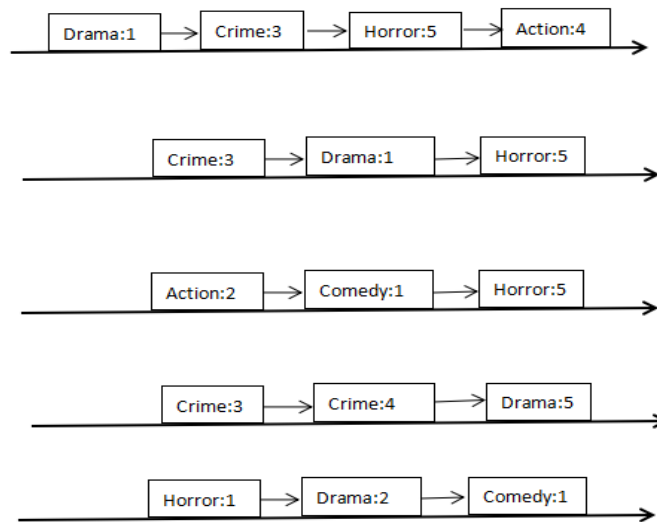 Drama:1 Crime:3 Horror:5 Action:4
Crime:3 Drama:1 Horror:5
Action:2 Comedy:1 Horror:5
Crime:3 Crime:4 Drama:5
Horror:1 Drama:2 Comedy:1